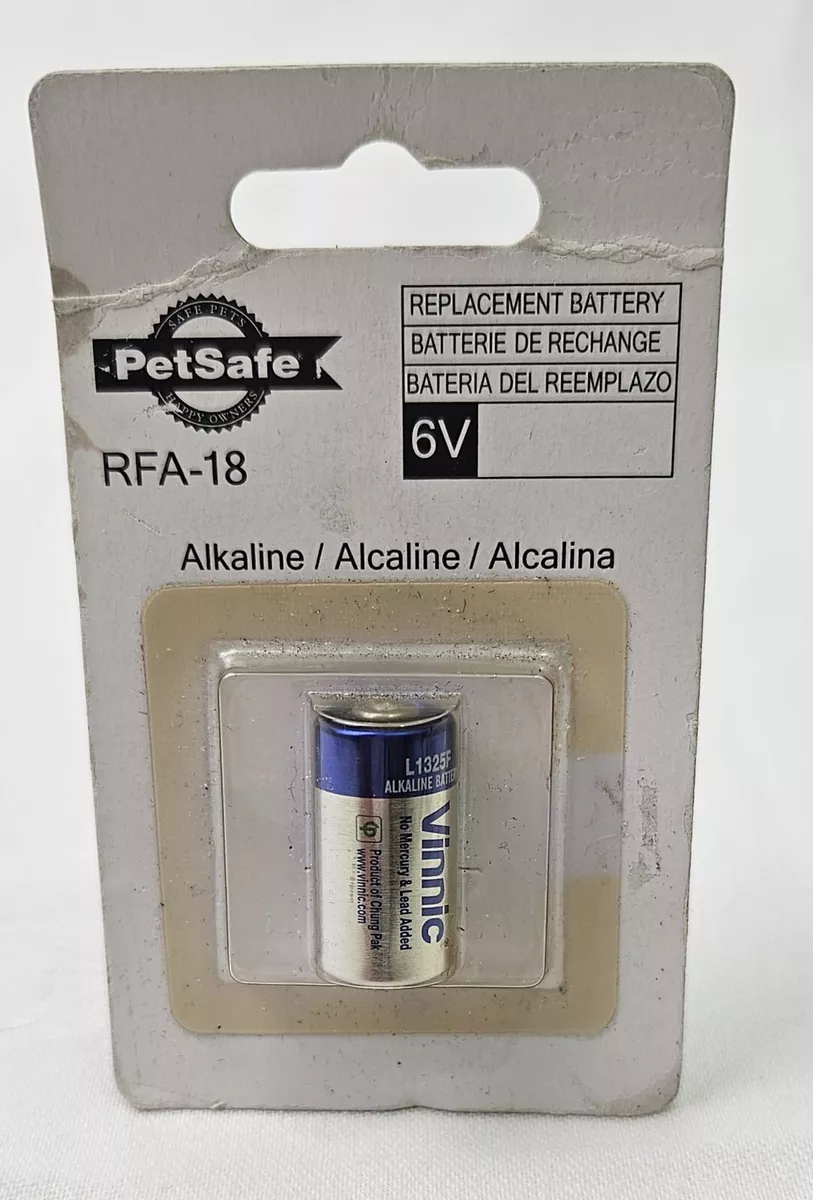 SAFE PETS
PetSafe
HAPPY OWNERS
RFA-18
REPLACEMENT BATTERY
BATTERIE DE RECHANGE
BATERIA DEL REEMPLAZO
6V
Alkaline / Alcaline / Alcalina
L1325F
ALKALINE BATTERY
Vinnic
No Mercury & Lead Added
Product of Chung Pak
www.vinnic.com